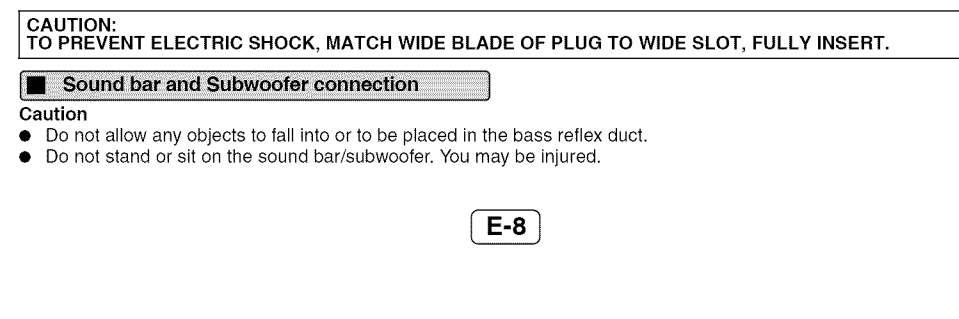 CAUTION:
TO PREVENT ELECTRIC SHOCK, MATCH WIDE BLADE OF PLUG TO WIDE SLOT, FULLY INSERT.
■ Sound bar and Subwoofer connection
Caution
● Do not allow any objects to fall into or to be placed in the bass reflex duct.
● Do not stand or sit on the sound bar/subwoofer. You may be injured.
E-8